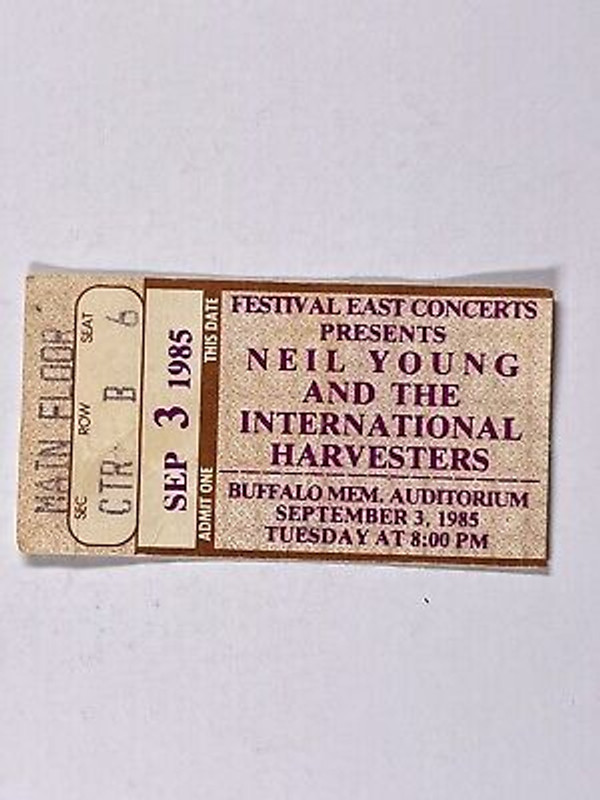 MAIN FLOOR
SEC ROW SEAT
CTR B 6
SEP 3 1985
ADMIT ONE THIS DATE
FESTIVAL EAST CONCERTS
PRESENTS
NEIL YOUNG
AND THE
INTERNATIONAL
HARVESTERS
BUFFALO MEM. AUDITORIUM
SEPTEMBER 3, 1985
TUESDAY AT 8:00 PM